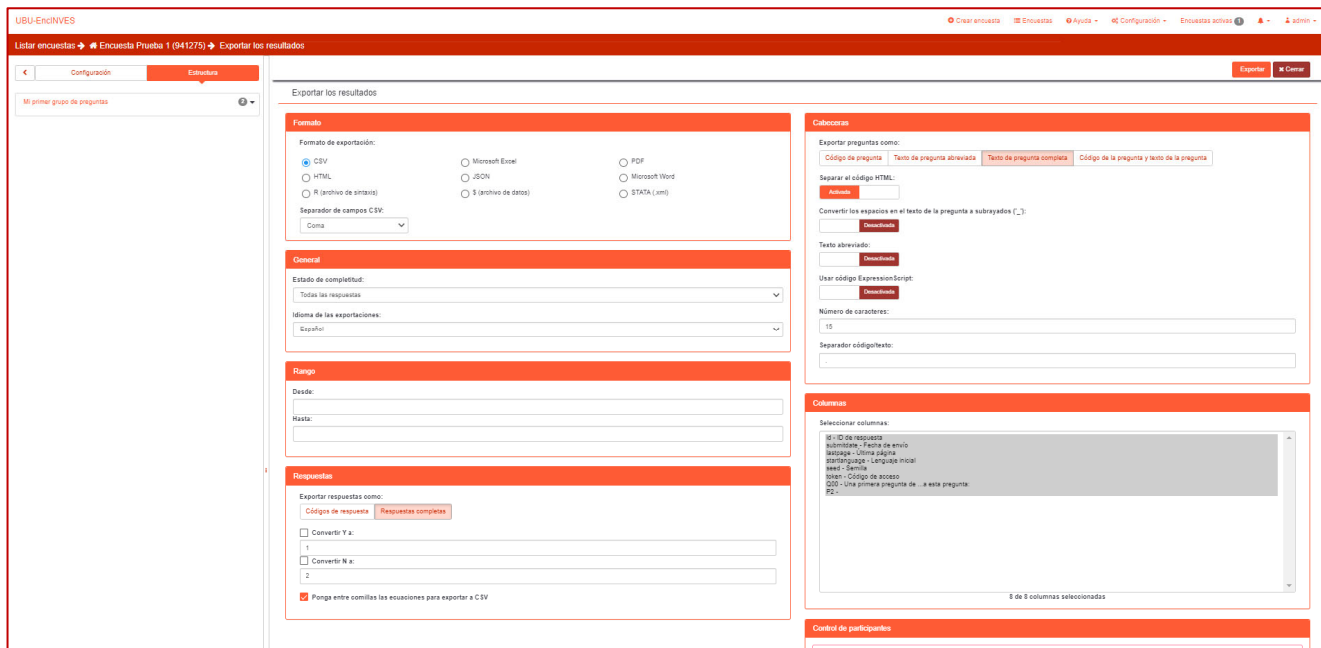 UBU-EncINVES
Crear encuesta Encuestas Ayuda Configuración Encuestas activas 1 admin
Listar encuestas Encuesta Prueba 1 (941275) Exportar los resultados
Configuración Estructura
Mi primer grupo de preguntas 2
Exportar Cerrar
Exportar los resultados
Formato
Formato de exportación:
CSV Microsoft Excel PDF
HTML JSON Microsoft Word
R (archivo de sintaxis) S (archivo de datos) STATA (.xml)
Separador de campos CSV:
Coma
General
Estado de completitud:
Todas las respuestas
Idioma de las exportaciones:
Español
Rango
Desde:
Hasta:
Respuestas
Exportar respuestas como:
Códigos de respuesta Respuestas completas
Convertir Y a:
1
Convertir N a:
2
Ponga entre comillas las ecuaciones para exportar a CSV
Cabeceras
Exportar preguntas como:
Código de pregunta Texto de pregunta abreviada Texto de pregunta completa Código de la pregunta y texto de la pregunta
Separar el código HTML:
Activada
Convertir los espacios en el texto de la pregunta a subrayados ('_'):
Desactivada
Texto abreviado:
Desactivada
Usar código ExpressionScript:
Desactivada
Número de caracteres:
15
Separador código/texto:
.
Columnas
Seleccionar columnas:
id - ID de respuesta
submitdate - Fecha de envío
lastpage - Última página
startlanguage - Lenguaje inicial
seed - Semilla
token - Código de acceso
Q00 - Una primera pregunta de ...a esta pregunta:
P2 -
8 de 8 columnas seleccionadas
Control de participantes